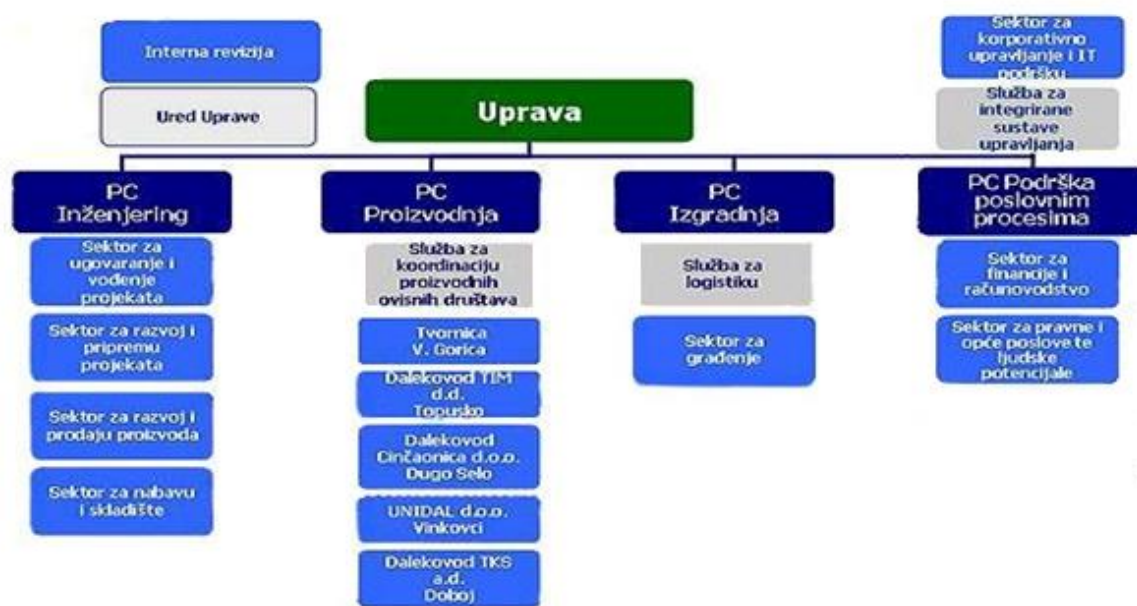 Interna revizija
Ured Uprave
Uprava
Sektor za
korporativno
upravljanje i IT
podršku
Služba za
integrirane
sustave
upravljanja
PC
Inženjering
Sektor za
ugovaranje i
vođenje
projekata
Sektor za razvoj i
pripremu
projekata
Sektor za razvoj i
prodaju proizvoda
Sektor za nabavu
i skladište
PC
Proizvodnja
Služba za
koordinaciju
proizvodnih
ovisnih društava
Tvornica
V. Gorica
Dalekovod TIM
d.d.
Topusko
Dalekovod
Cinčaonica d.o.o.
Dugo Selo
UNIDAL d.o.o.
Vinkovci
Dalekovod TKS
a.d.
Doboj
PC
Izgradnja
Služba za
logistiku
Sektor za
građenje
PC Podrška
poslovnim
procesima
Sektor za
financije i
računovodstvo
Sektor za pravne i
opće poslove te
ljudske
potencijale